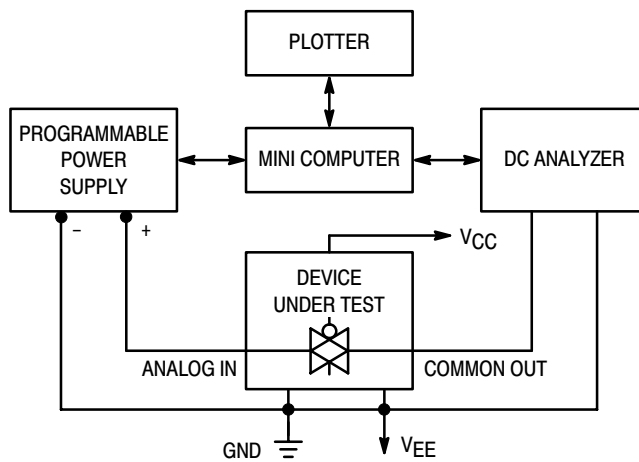 PLOTTER
PROGRAMMABLE
POWER
SUPPLY
MINI COMPUTER
DC ANALYZER
– +
VCC
DEVICE
UNDER TEST
ANALOG IN
COMMON OUT
GND
VEE